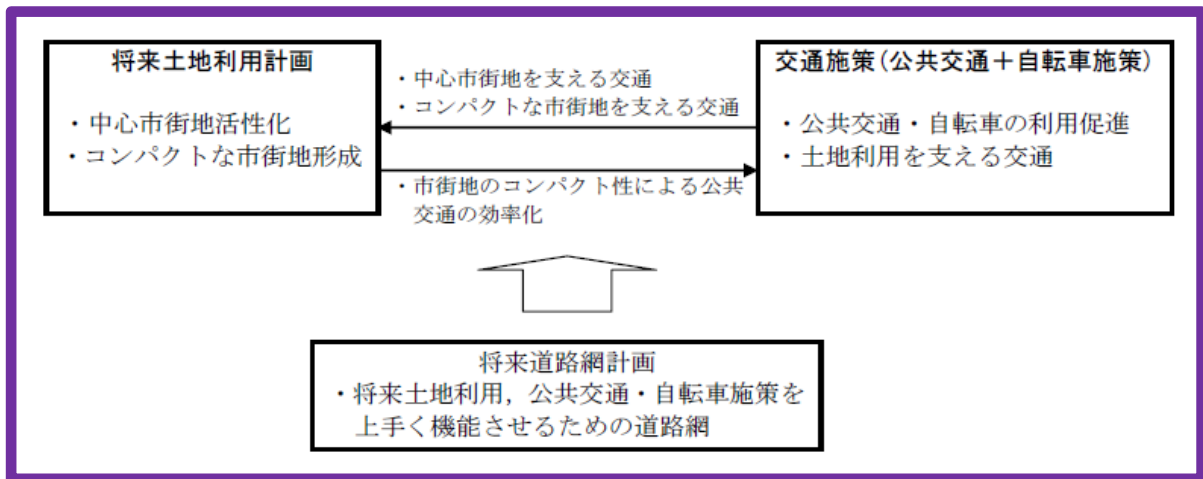 将来土地利用計画
・中心市街地活性化
・コンパクトな市街地形成
・中心市街地を支える交通
・コンパクトな市街地を支える交通
・市街地のコンパクト性による公共
交通の効率化
交通施策(公共交通＋自転車施策)
・公共交通・自転車の利用促進
・土地利用を支える交通
将来道路網計画
・将来土地利用，公共交通・自転車施策を
上手く機能させるための道路網